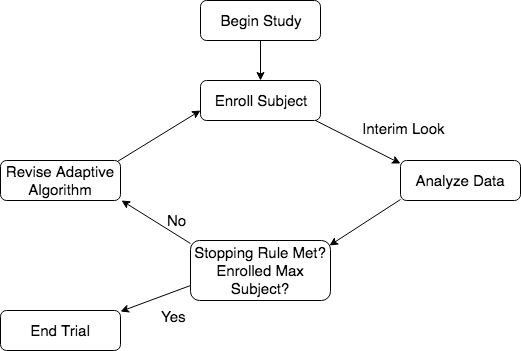 Begin Study
Enroll Subject
Interim Look
Revise Adaptive
Algorithm
Analyze Data
No
Stopping Rule Met?
Enrolled Max
Subject?
Yes
End Trial